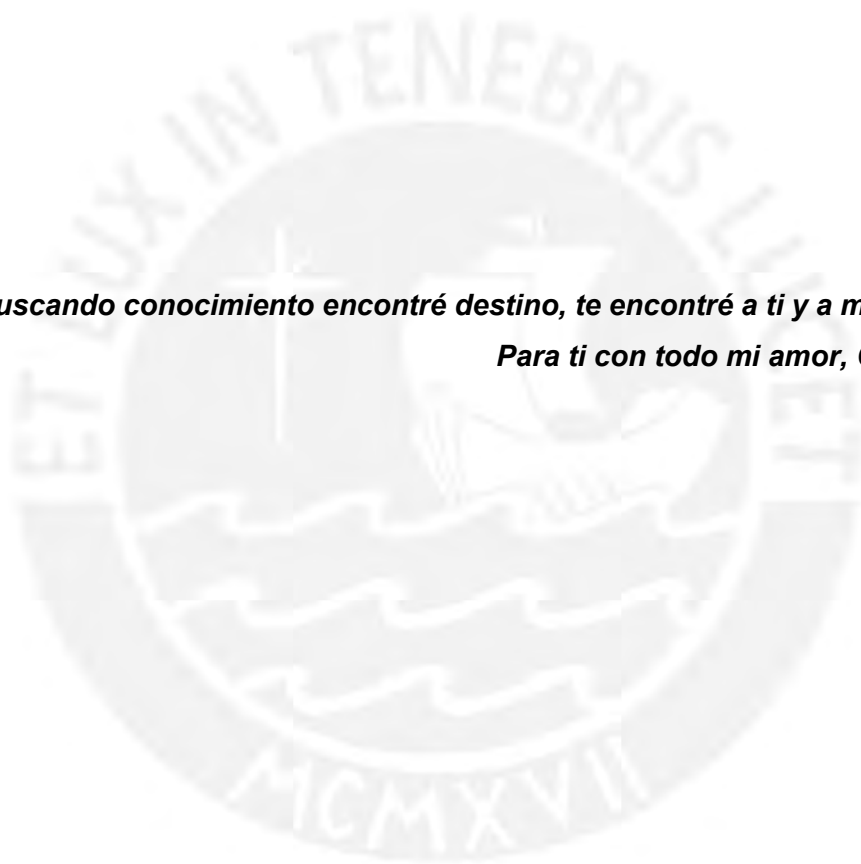 ET LUX IN TENEBRIS LUCET
uscando conocimiento encontré destino, te encontré a ti y a m
Para ti con todo mi amor,
MCMXVII